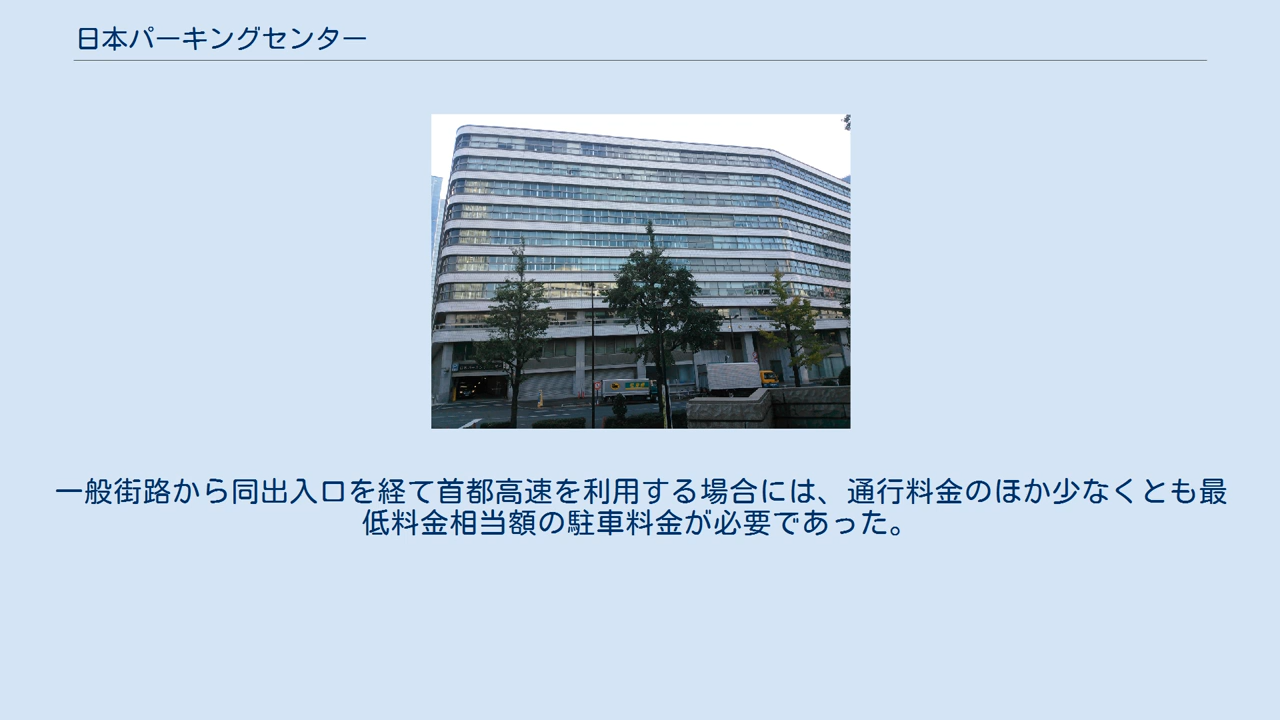 日本パーキングセンター
一般街路から同出入口を経て首都高速を利用する場合には、通行料金のほか少なくとも最
低料金相当額の駐車料金が必要であった。